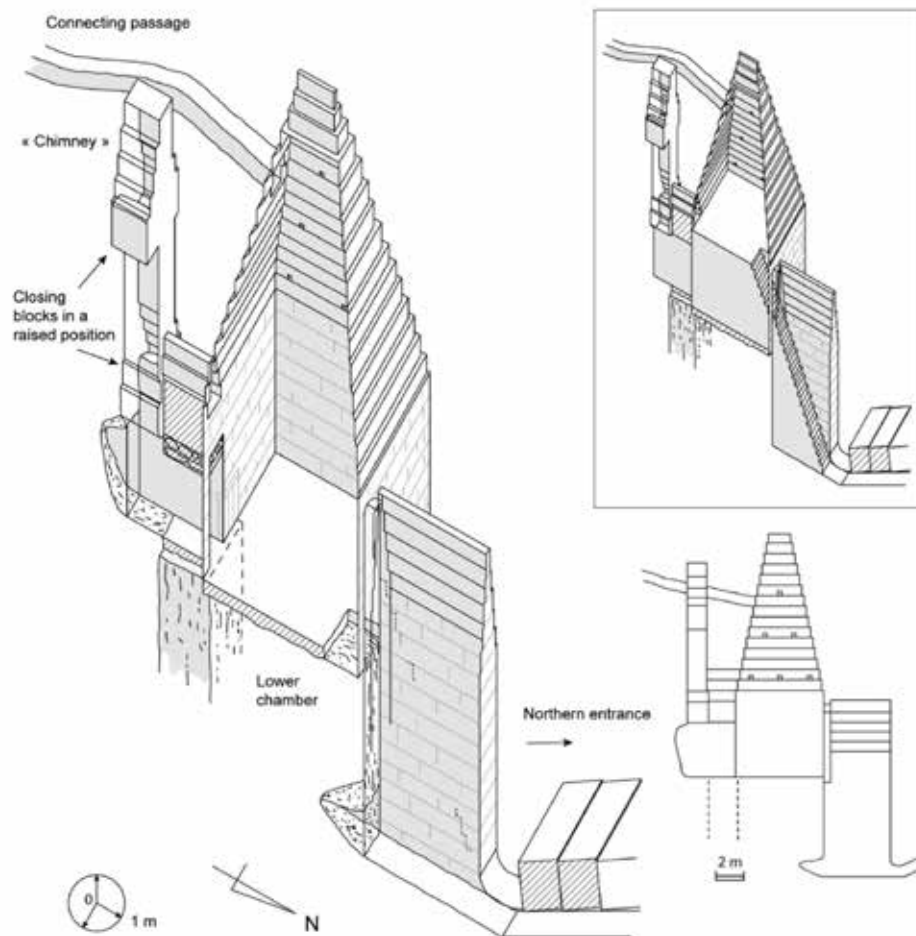 Connecting passage
« Chimney »
Closing
blocks in a
raised position
Lower
chamber
Northern entrance
2 m
0
1 m
N